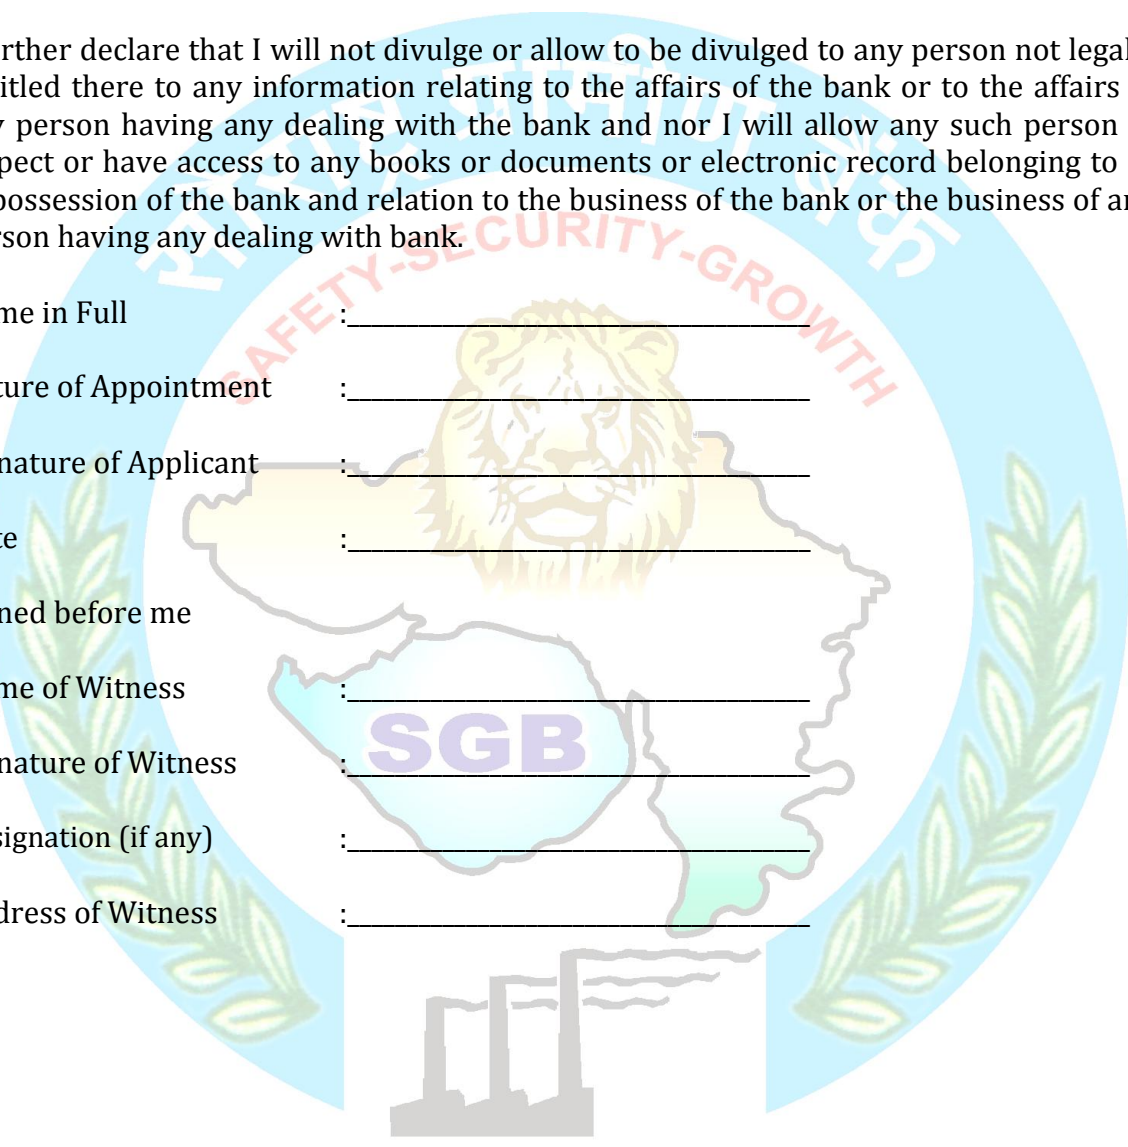 rther declare that I will not divulge or allow to be divulged to any person not legal
itled there to any information relating to the affairs of the bank or to the affairs
y person having any dealing with the bank and nor I will allow any such person
pect or have access to any books or documents or electronic record belonging to
possession of the bank and relation to the business of the bank or the business of an
rson having any dealing with bank.
सौराष्ट्र ग्रामीण बैंक
SAFETY-SECURITY-GROWTH
me in Full :
ture of Appointment :
nature of Applicant :
te :
ned before me
me of Witness :
SGB
nature of Witness :
signation (if any) :
dress of Witness :